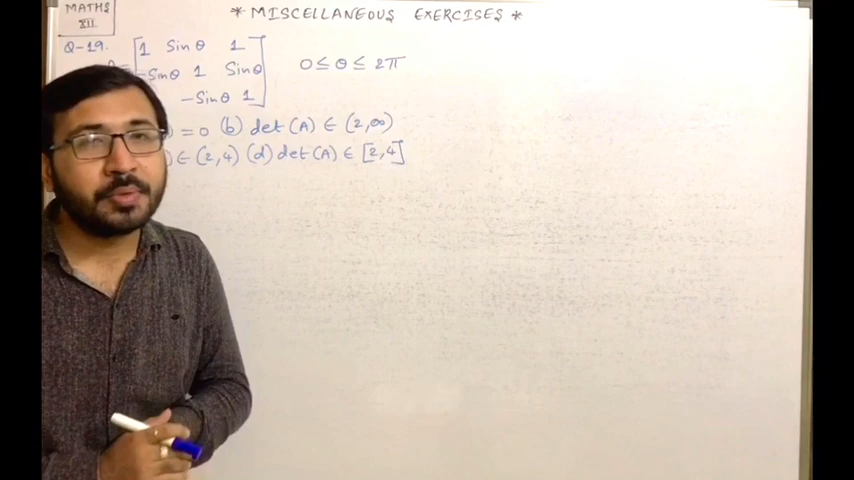 MATHS
XII
* MISCELLANEOUS EXERCISES *
Q-19.
1 Sinθ 1
-Sinθ 1 Sinθ
-Sinθ 1
0 ≤ θ ≤ 2π
) = 0 (b) det(A) ∈ (2,∞)
) ∈ (2,4) (d) det(A) ∈ [2,4]